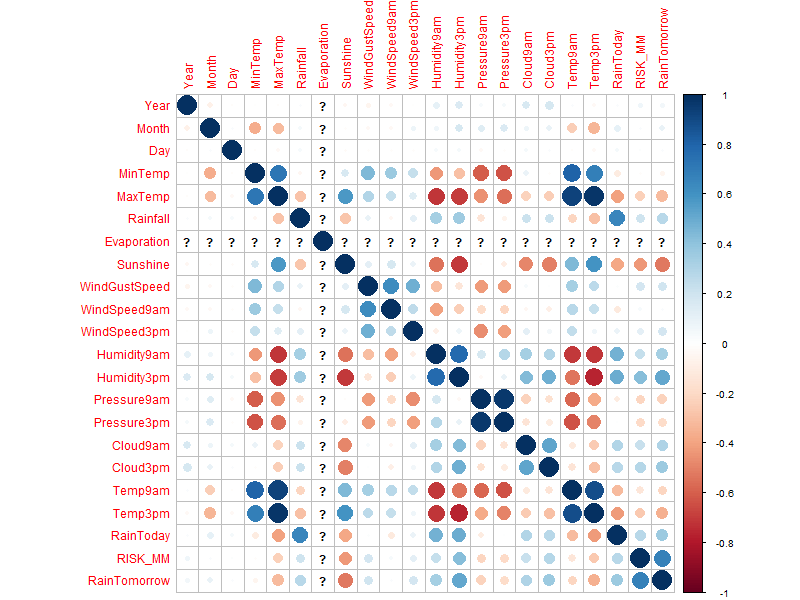 Year Month Day MinTemp MaxTemp Rainfall Evaporation Sunshine WindGustSpeed WindSpeed9am WindSpeed3pm Humidity9am Humidity3pm Pressure9am Pressure3pm Cloud9am Cloud3pm Temp9am Temp3pm RainToday RISK_MM RainTomorrow
Year ? 1
Month ?
Day ? 0.8
MinTemp ?
MaxTemp ? 0.6
Rainfall ?
Evaporation ? ? ? ? ? ? ? ? ? ? ? ? ? ? ? ? ? ? ? ? ? 0.4
Sunshine ?
WindGustSpeed ? 0.2
WindSpeed9am ?
WindSpeed3pm ? 0
Humidity9am ?
Humidity3pm ? -0.2
Pressure9am ?
Pressure3pm ? -0.4
Cloud9am ?
Cloud3pm ?
Temp9am ? -0.6
Temp3pm ?
RainToday ? -0.8
RISK_MM ?
RainTomorrow ? -1